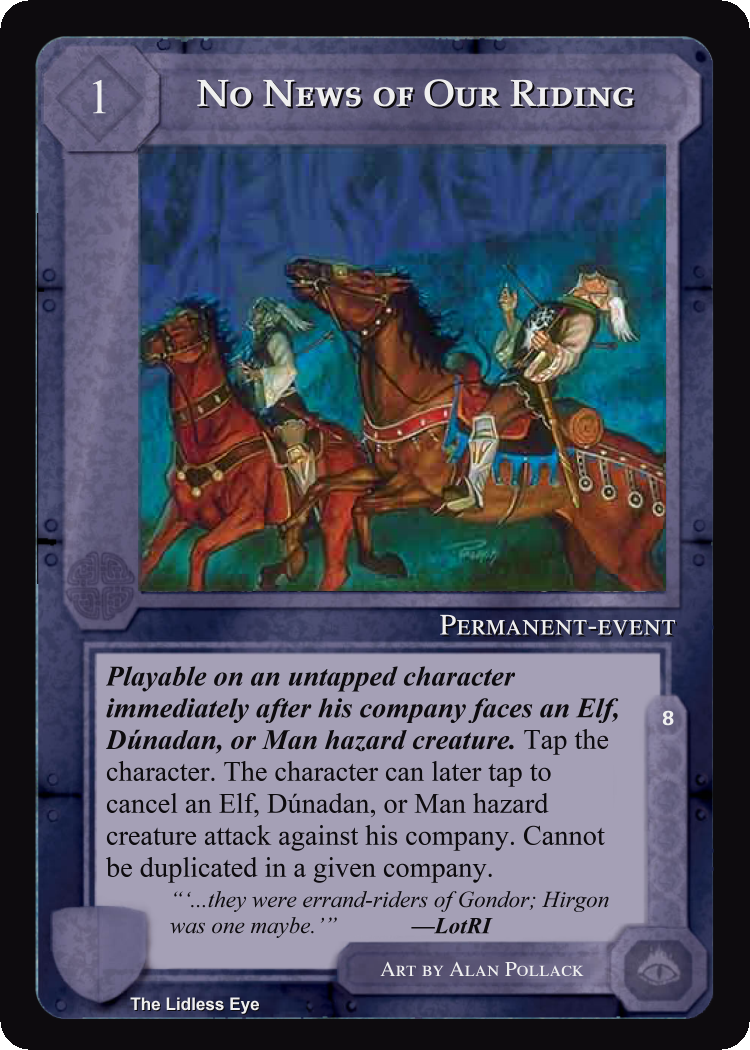 1
No News of Our Riding
Permanent-event
Playable on an untapped character
immediately after his company faces an Elf,
Dúnadan, or Man hazard creature. Tap the
character. The character can later tap to
cancel an Elf, Dúnadan, or Man hazard
creature attack against his company. Cannot
be duplicated in a given company.
8
“‘...they were errand-riders of Gondor; Hirgon
was one maybe.’” —LotRI
Art by Alan Pollack
The Lidless Eye